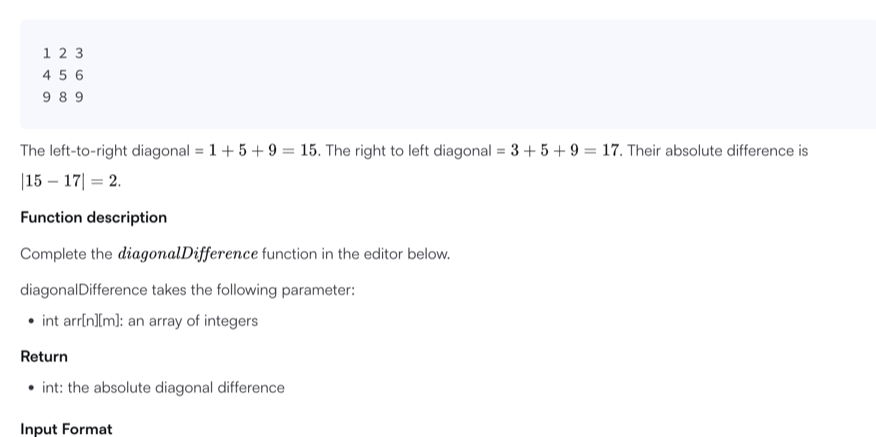 1 2 3
4 5 6
9 8 9
The left-to-right diagonal = 1 + 5 + 9 = 15. The right to left diagonal = 3 + 5 + 9 = 17. Their absolute difference is
|15 − 17| = 2.
Function description
Complete the diagonalDifference function in the editor below.
diagonalDifference takes the following parameter:
• int arr[n][m]: an array of integers
Return
• int: the absolute diagonal difference
Input Format